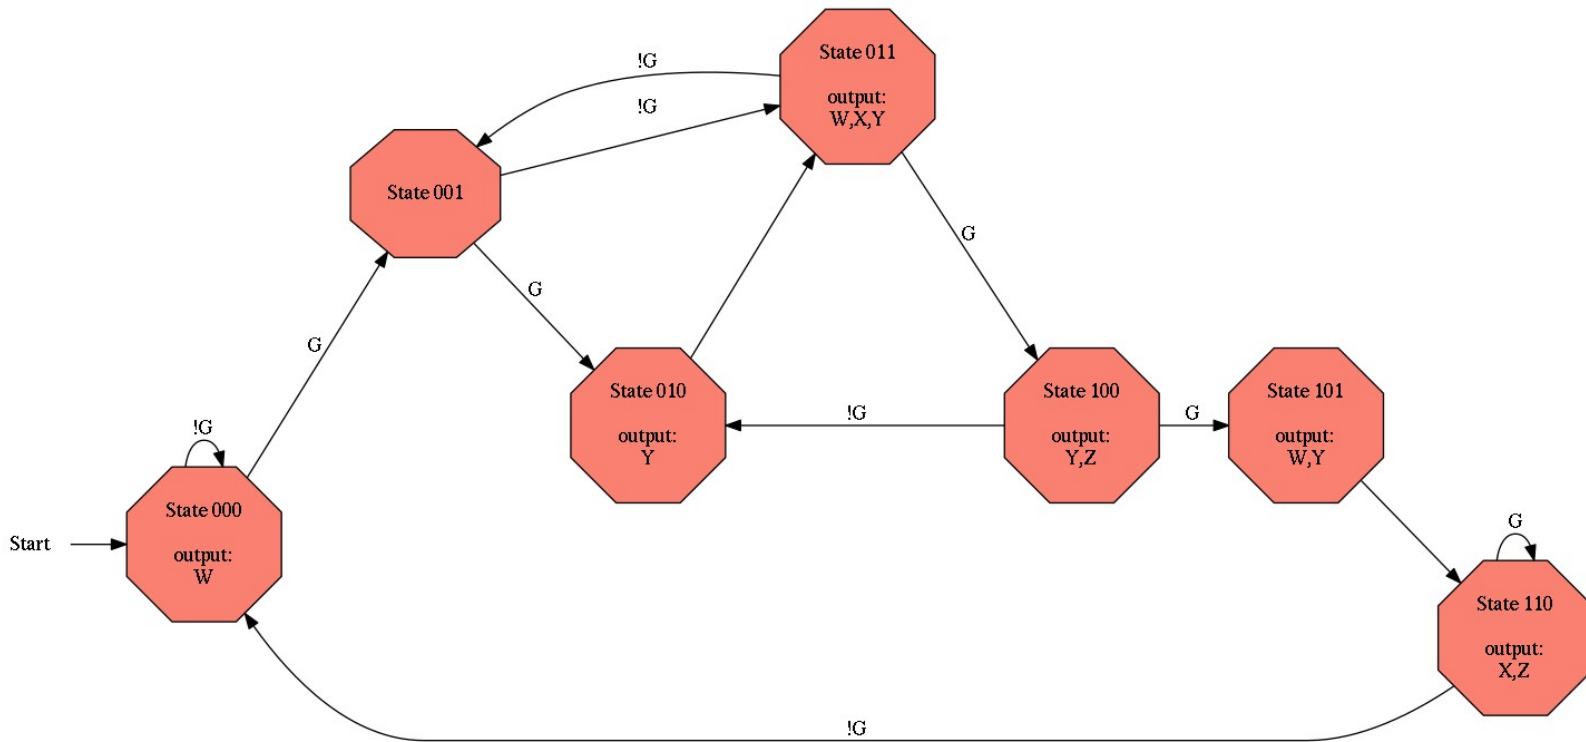 State 011
output:
W,X,Y
!G
!G
State 001
G
G
G
State 010
output:
Y
!G
State 100
output:
Y,Z
G
State 101
output:
W,Y
!G
State 000
output:
W
Start
G
State 110
output:
X,Z
!G